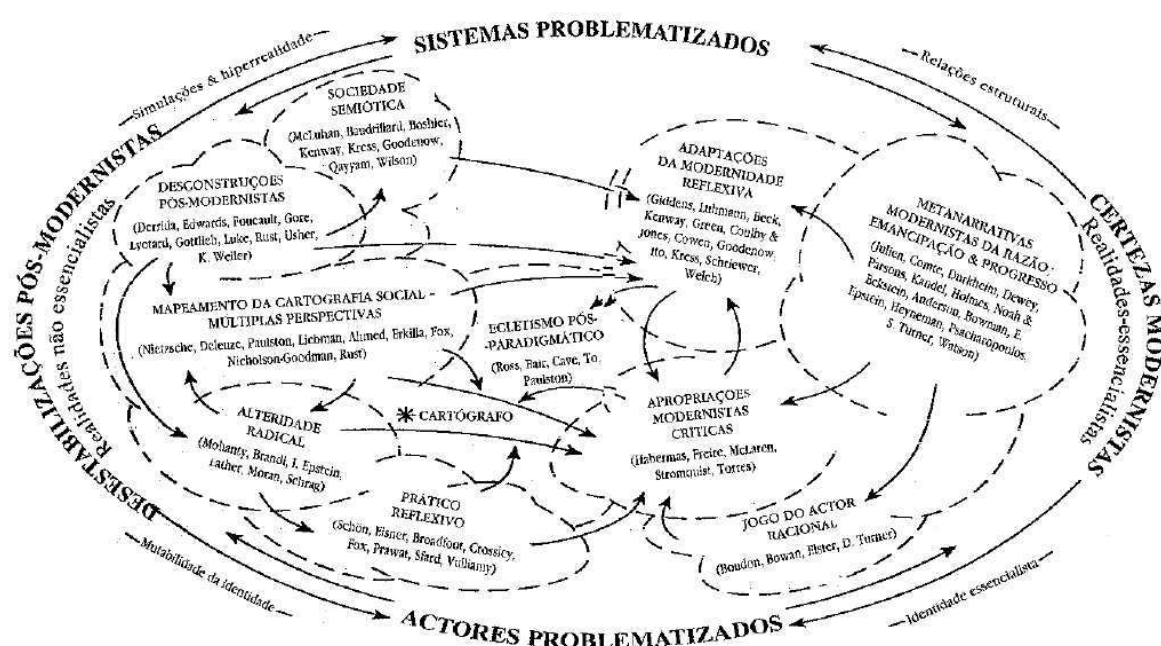 SISTEMAS PROBLEMATIZADOS
Simulações & hiperrealidade
Relações estruturais
DESESTABILIZAÇÕES PÓS-MODERNISTAS
Realidades não essencialistas
SOCIEDADE
SEMIÓTICA
(McLuhan, Baudrillard, Boshier,
Kenway, Kress, Goodenow,
Qayyam, Wilson)
DESCONSTRUÇÕES
PÓS-MODERNISTAS
(Derrida, Edwards, Foucault, Gore,
Lyotard, Gottlieh, Luke, Rust, Usher,
K. Weiler)
MAPEAMENTO DA CARTOGRAFIA SOCIAL -
MÚLTIPLAS PERSPECTIVAS
(Nietzsche, Deleuze, Paulston, Liebman, Ahmed, Erkilla, Fox,
Nicholson-Goodman, Rust)
ALTERIDADE
RADICAL
(Mohanty, Brandi, I. Epstein,
Lather, Moran, Schrag)
PRÁTICO
REFLEXIVO
(Schön, Eisner, Broadfoot, Crossicy,
Fox, Prawat, Sfard, Vulliamy)
ECLETISMO PÓS-
-PARADIGMÁTICO
(Ross, Bair, Cave, To,
Paulston)
CARTÓGRAFO
ADAPTAÇÕES
DA MODERNIDADE
REFLEXIVA
(Giddens, Luhmann, Beck,
Kenway, Green, Coulby &
Jones, Cowen, Goodenow,
Ito, Kress, Schriewer,
Welch)
APROPRIAÇÕES
MODERNISTAS
CRITICAS
(Habermas, Freire, McLaren,
Stromquist, Torres)
METANARRATIVAS
MODERNISTAS DA RAZÃO -
EMANCIPAÇÃO & PROGRESSO
(Julien, Comte, Durkheim, Dewey,
Parsons, Kandel, Holmes, Noah &
Eckstein, Anderson, Bowman, E.
Epstein, Heyneman, Psacharopoulos,
S. Turner, Watson)
JOGO DO ACTOR
RACIONAL
(Boudon, Bowan, Elster, D. Turner)
CERTEZAS MODERNISTAS
Realidades-essencialistas
Mutabilidade da identidade
Identidade essencialista
ACTORES PROBLEMATIZADOS